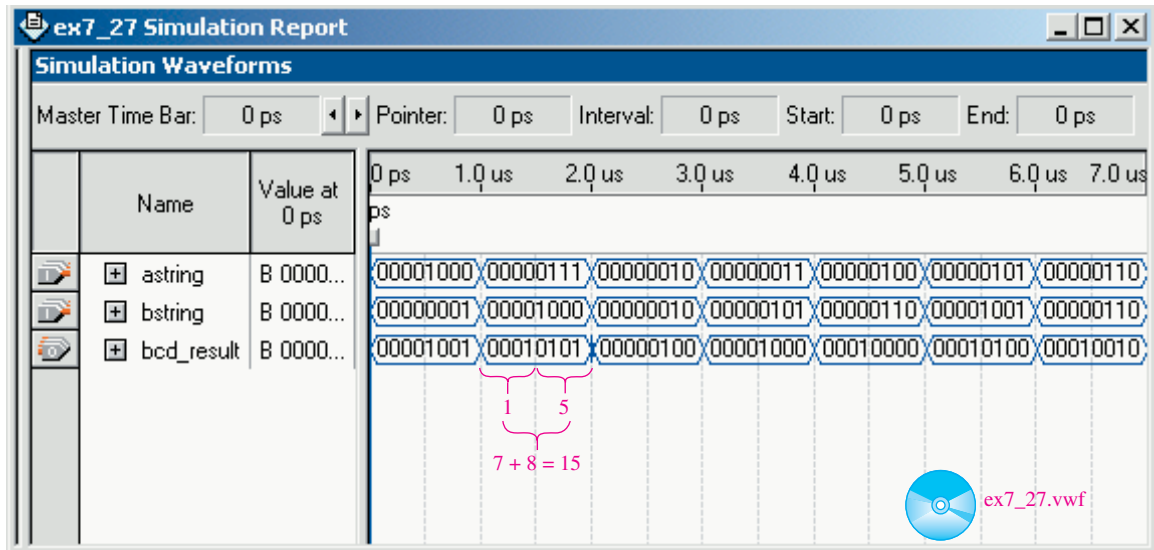 ex7_27 Simulation Report
Simulation Waveforms
Master Time Bar: 0 ps Pointer: 0 ps Interval: 0 ps Start: 0 ps End: 0 ps
Name Value at 0 ps 0 ps 1.0 us 2.0 us 3.0 us 4.0 us 5.0 us 6.0 us 7.0 us
ps
astring B 0000... 00001000 00000111 00000010 00000011 00000100 00000101 00000110
bstring B 0000... 00000001 00001000 00000010 00000101 00000110 00001001 00000110
bcd_result B 0000... 00001001 00010101 00000100 00001000 00010000 00010100 00010010
1 5
7 + 8 = 15
ex7_27.vwf